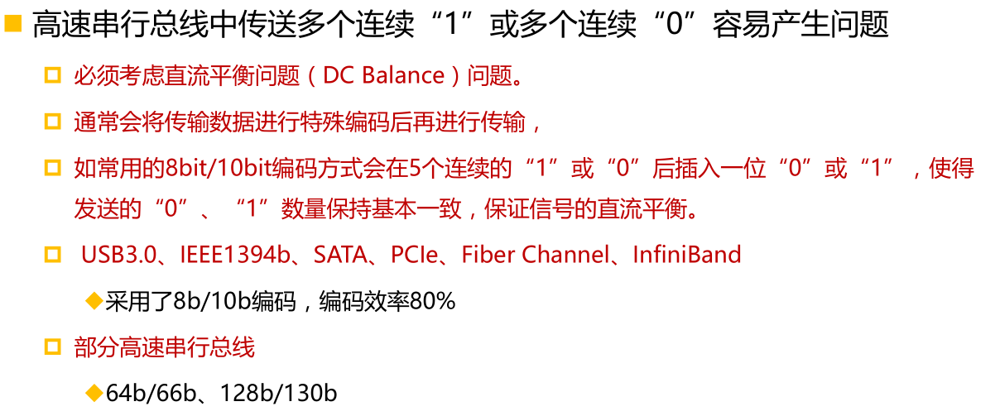 高速串行总线中传送多个连续“1”或多个连续“0”容易产生问题
必须考虑直流平衡问题（DC Balance）问题。
通常会将传输数据进行特殊编码后再进行传输，
如常用的8bit/10bit编码方式会在5个连续的“1”或“0”后插入一位“0”或“1”，使得
发送的“0”、“1”数量保持基本一致，保证信号的直流平衡。
USB3.0、IEEE1394b、SATA、PCIe、Fiber Channel、InfiniBand
采用了8b/10b编码，编码效率80%
部分高速串行总线
64b/66b、128b/130b